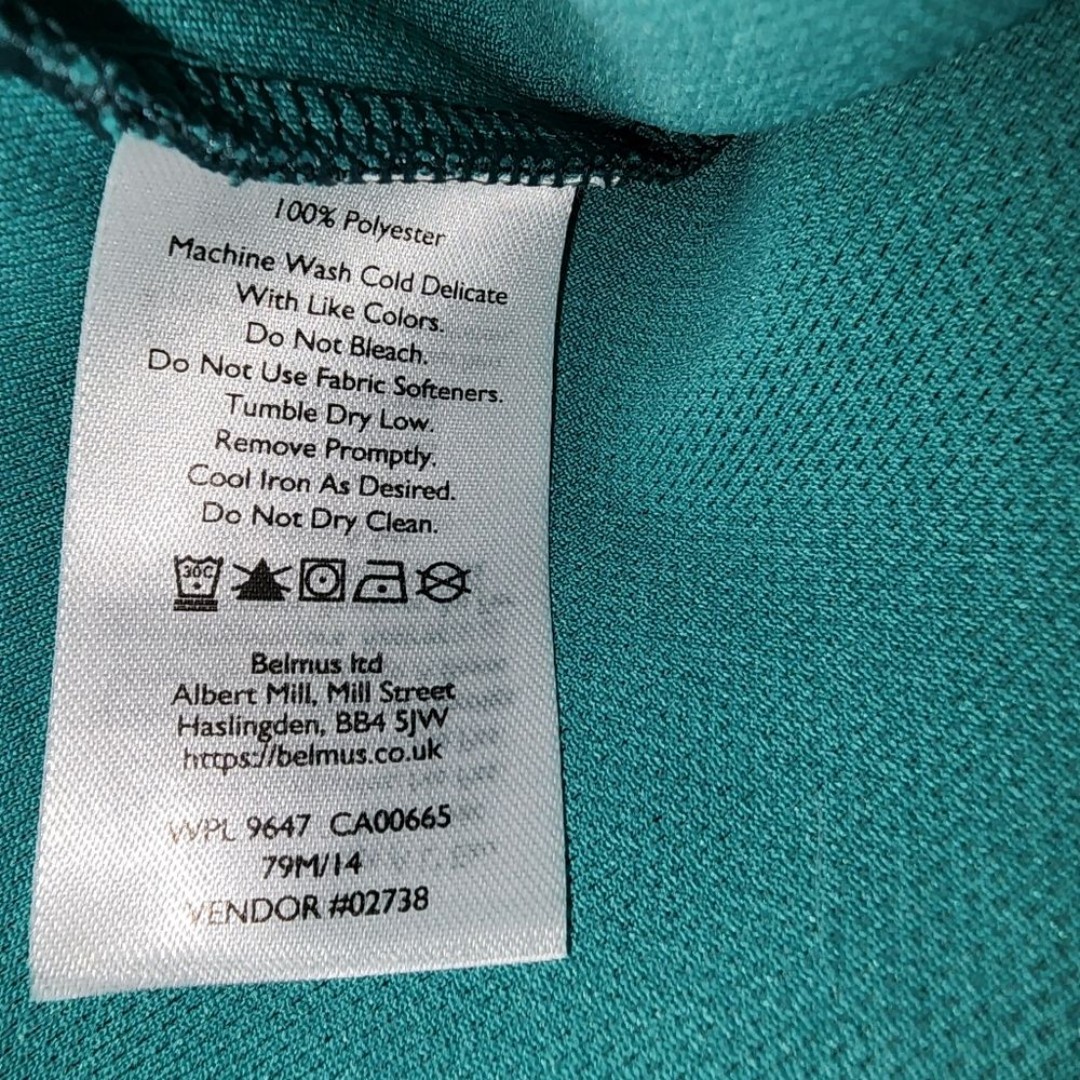 100% Polyester
Machine Wash Cold Delicate
With Like Colors.
Do Not Bleach.
Do Not Use Fabric Softeners.
Tumble Dry Low.
Remove Promptly.
Cool Iron As Desired.
Do Not Dry Clean.
30C
Belmus ltd
Albert Mill, Mill Street
Haslingden, BB4 5JW
https://belmus.co.uk
WPL 9647 CA00665
79M/14
VENDOR #02738